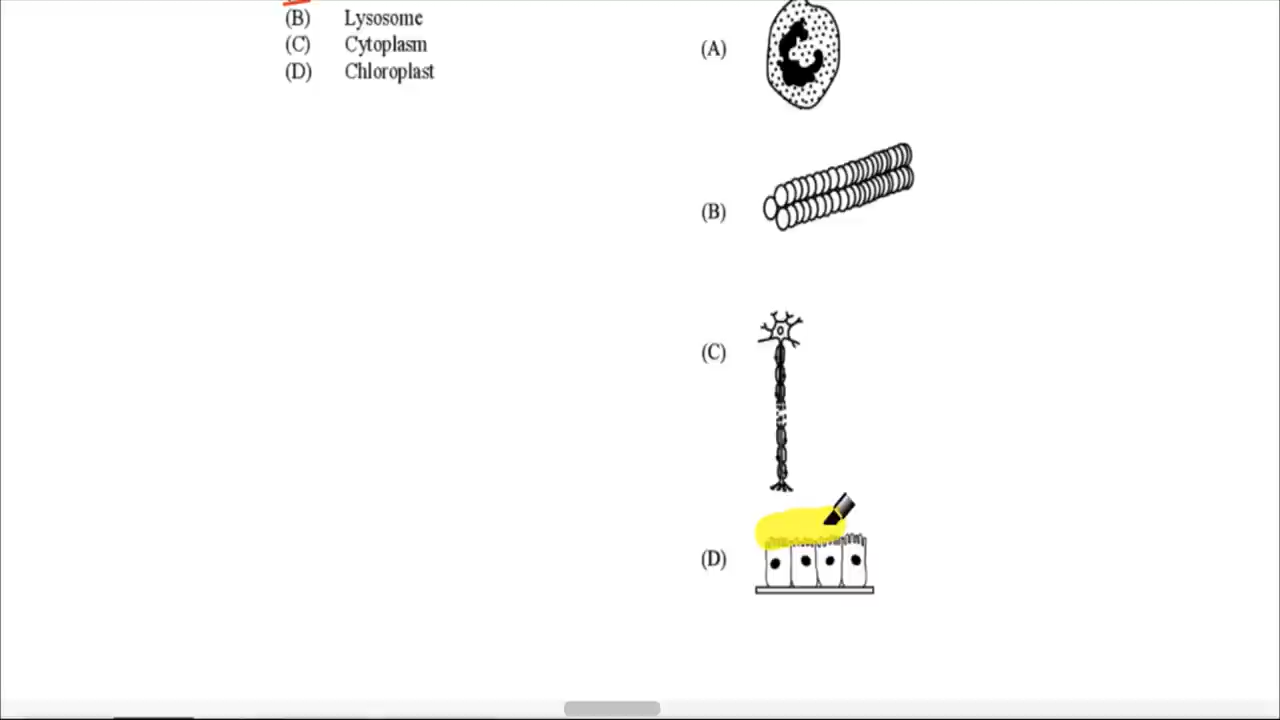 (B) Lysosome
(C) Cytoplasm
(D) Chloroplast
(A)
(B)
(C)
(D)